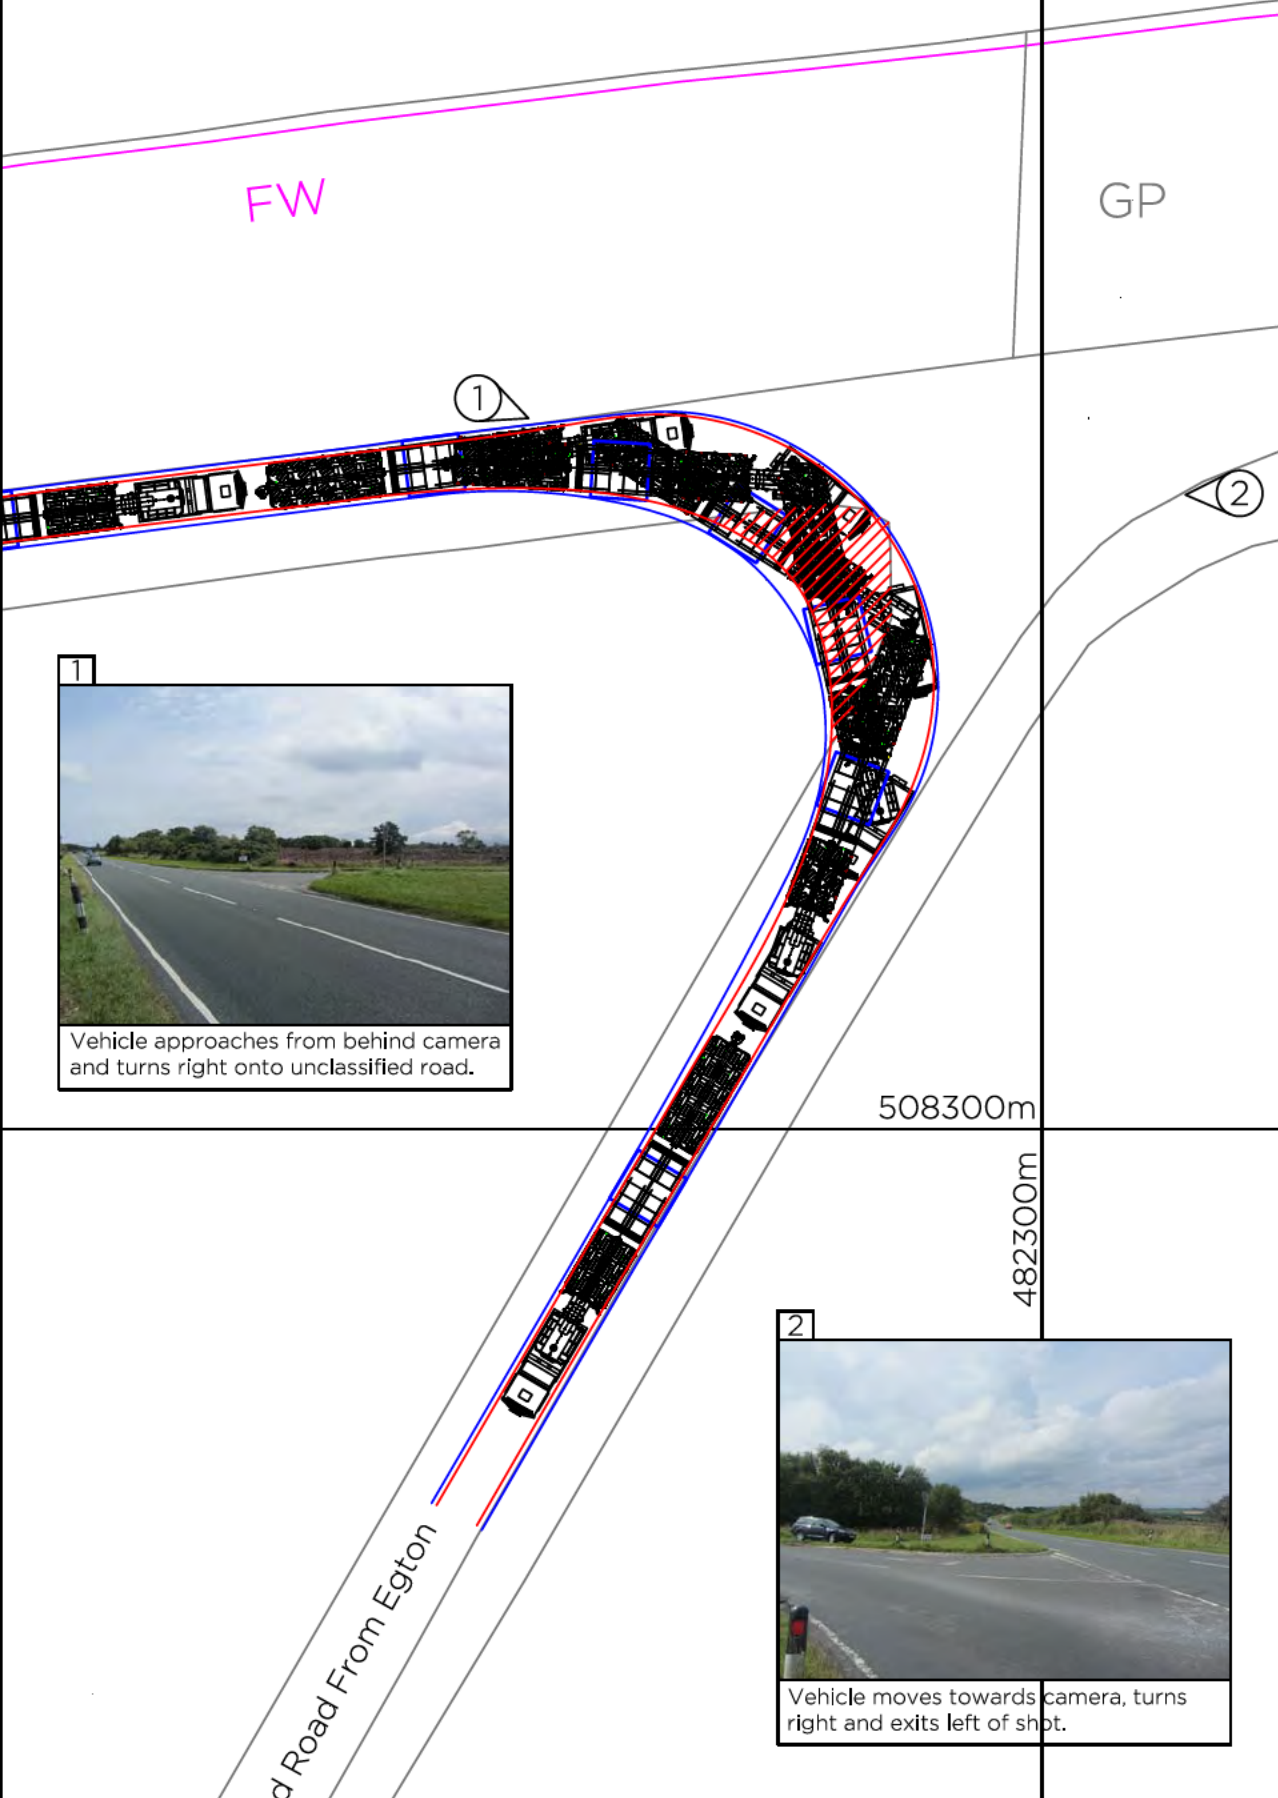 FW
GP
1
2
1
Vehicle approaches from behind camera
and turns right onto unclassified road.
508300m
482300m
2
Vehicle moves towards camera, turns
right and exits left of shot.
d Road From Egton